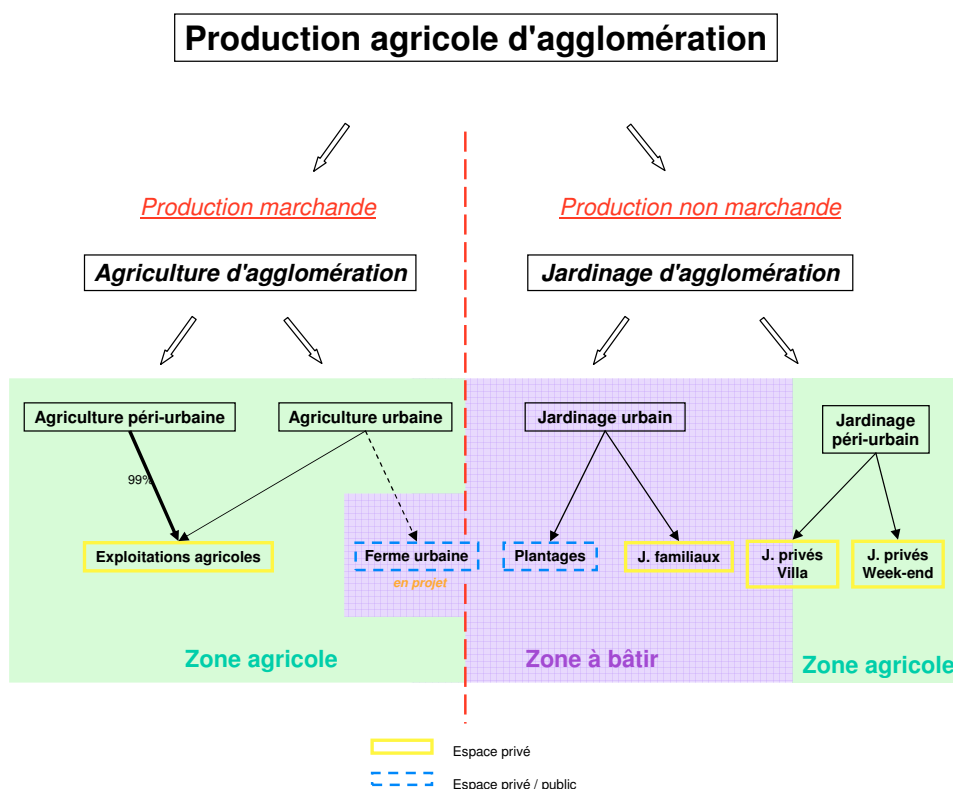 Production agricole d'agglomération
Production marchande
Production non marchande
Agriculture d'agglomération
Jardinage d'agglomération
Agriculture péri-urbaine
Agriculture urbaine
Jardinage urbain
Jardinage
péri-urbain
99%
Exploitations agricoles
Ferme urbaine
en projet
Plantages
J. familiaux
J. privés
Villa
J. privés
Week-end
Zone agricole
Zone à bâtir
Zone agricole
Espace privé
Espace privé / public